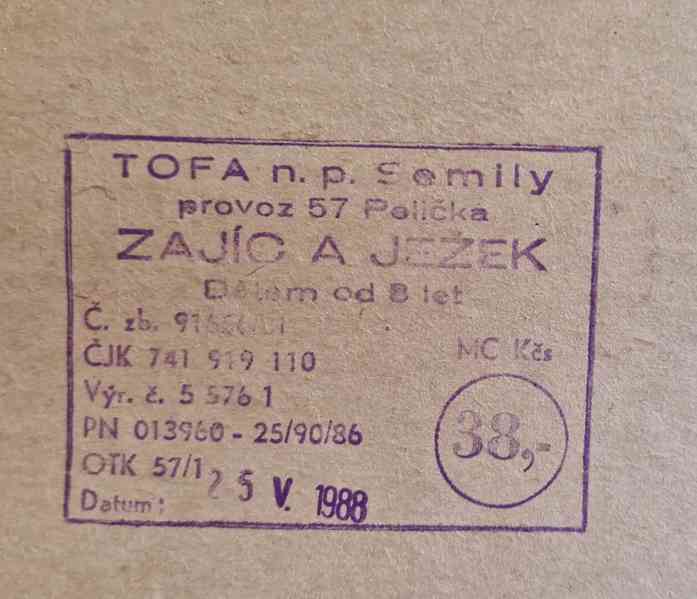 TOFA n. p. Semily
provoz 57 Polička
ZAJÍC A JEŽEK
Dětem od 8 let
Č. zb.
ČJK 741 919 110
MC Kčs
Výr. č. 5 576 1
38,-
PN 013960 - 25/90/86
OTK 57/1
Datum: 25 V. 1988